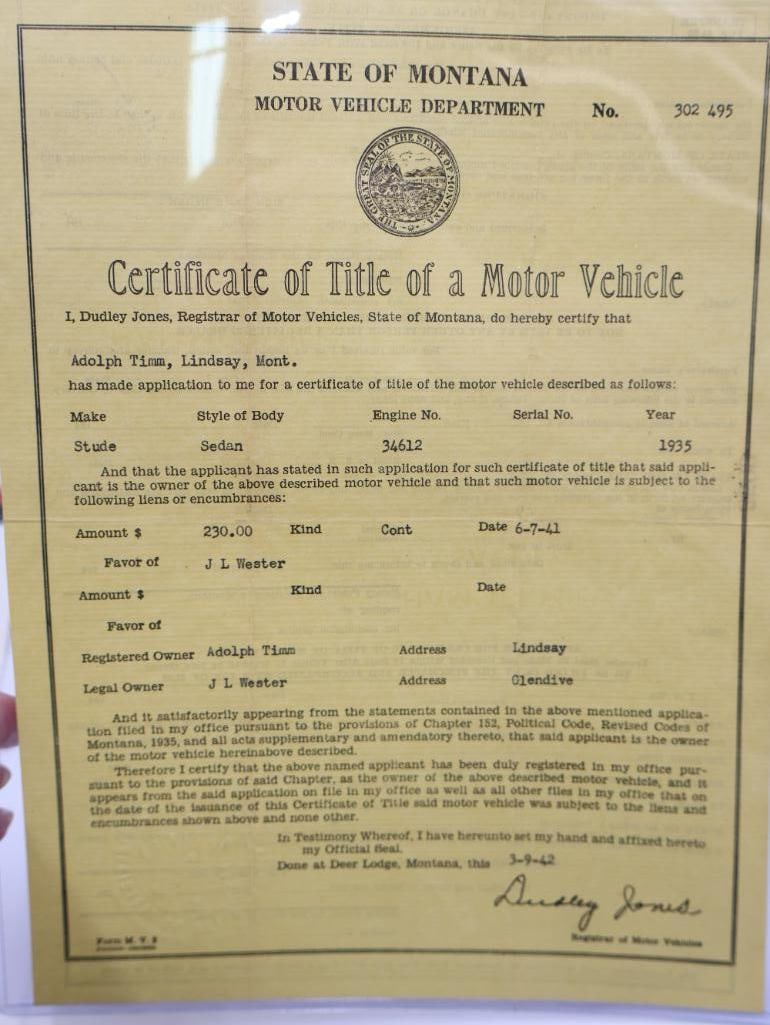 STATE OF MONTANA
MOTOR VEHICLE DEPARTMENT No. 302 495
THE GREAT SEAL OF THE STATE OF MONTANA
Certificate of Title of a Motor Vehicle
I, Dudley Jones, Registrar of Motor Vehicles, State of Montana, do hereby certify that
Adolph Timm, Lindsay, Mont.
has made application to me for a certificate of title of the motor vehicle described as follows:
Make Style of Body Engine No. Serial No. Year
Stude Sedan 34612 1935
And that the applicant has stated in such application for such certificate of title that said appli-
cant is the owner of the above described motor vehicle and that such motor vehicle is subject to the
following liens or encumbrances:
Amount $ 230.00 Kind Cont Date 6-7-41
Favor of J L Wester
Amount $ Kind Date
Favor of
Registered Owner Adolph Timm Address Lindsay
Legal Owner J L Wester Address Glendive
And it satisfactorily appearing from the statements contained in the above mentioned applica-
tion filed in my office pursuant to the provisions of Chapter 152, Political Code, Revised Codes of
Montana, 1935, and all acts supplementary and amendatory thereto, that said applicant is the owner
of the motor vehicle hereinabove described.
Therefore I certify that the above named applicant has been duly registered in my office pur-
suant to the provisions of said Chapter, as the owner of the above described motor vehicle, and it
appears from the said application on file in my office as well as all other files in my office that on
the date of the issuance of this Certificate of Title said motor vehicle was subject to the liens and
encumbrances shown above and none other.
In Testimony Whereof, I have hereunto set my hand and affixed hereto
my Official Seal.
Done at Deer Lodge, Montana, this 3-9-42
Dudley Jones
Form M. V. 2 Registrar of Motor Vehicles